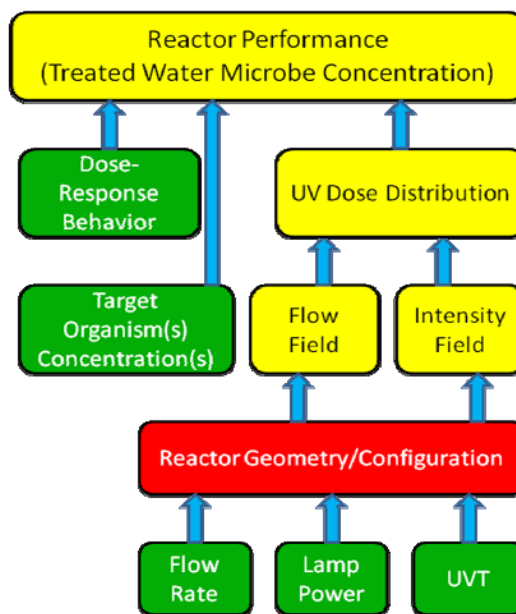 Reactor Performance
(Treated Water Microbe Concentration)
Dose-
Response
Behavior
UV Dose Distribution
Target
Organism(s)
Concentration(s)
Flow
Field
Intensity
Field
Reactor Geometry/Configuration
Flow
Rate
Lamp
Power
UVT